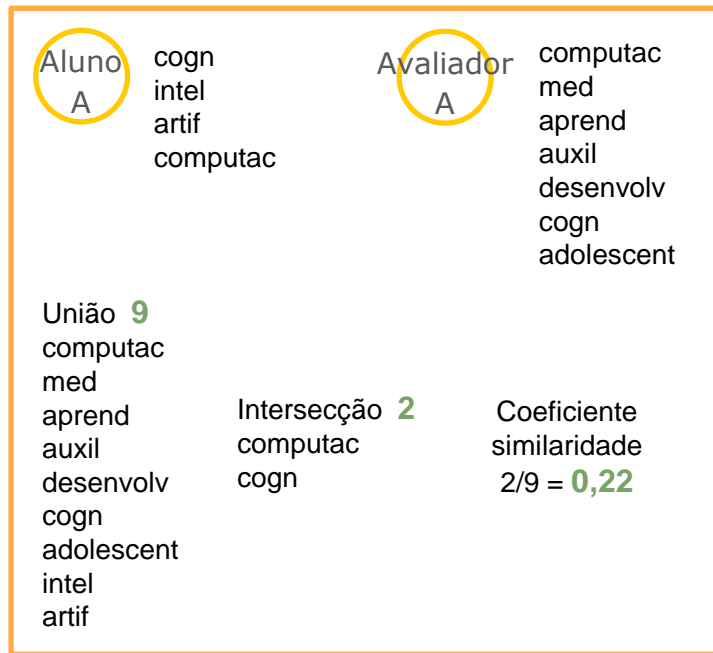 Aluno
A
cogn
intel
artif
computac
Avaliador
A
computac
med
aprend
auxil
desenvolv
cogn
adolescent
União 9
computac
med
aprend
auxil
desenvolv
cogn
adolescent
intel
artif
Intersecção 2
computac
cogn
Coeficiente
similaridade
2/9 = 0,22